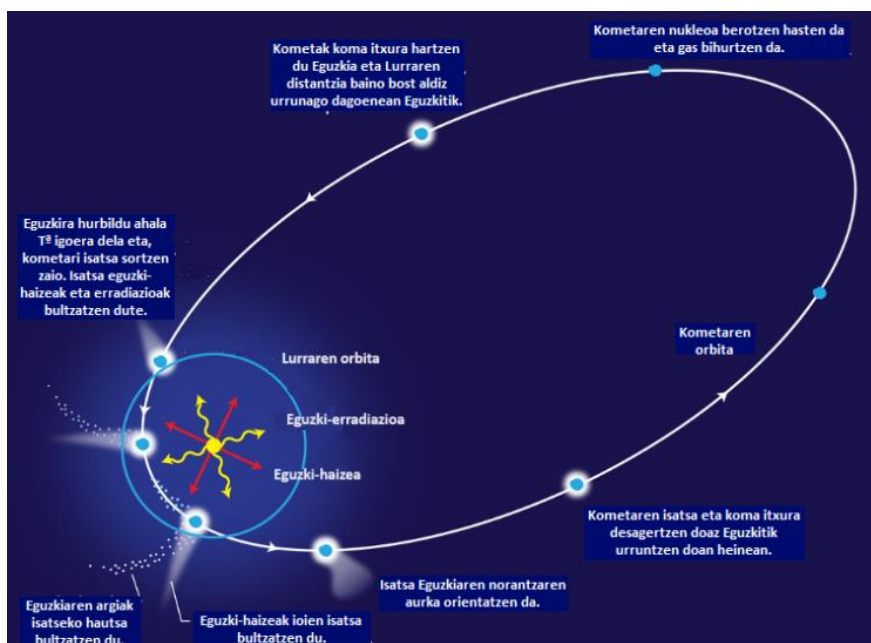 Kometaren nukleoa berotzen hasten da
eta gas bihurtzen da.
Kometak koma itxura hartzen
du Eguzkia eta Lurraren
distantzia baino bost aldiz
urrunago dagoenean Eguzkitik.
Eguzkira hurbildu ahala
Tª igoera dela eta,
kometari isatsa sortzen
zaio. Isatsa eguzki-
haizeak eta erradiazioak
bultzatzen dute.
Kometaren
orbita
Lurraren orbita
Eguzki-erradiazioa
Eguzki-haizea
Kometaren isatsa eta koma itxura
desagertzen doaz Eguzkitik
urruntzen doan heinean.
Isatsa Eguzkiaren norantzaren
aurka orientatzen da.
Eguzkiaren argiak
isatseko hautsa
bultzatzen du.
Eguzki-haizeak ioien isatsa
bultzatzen du.